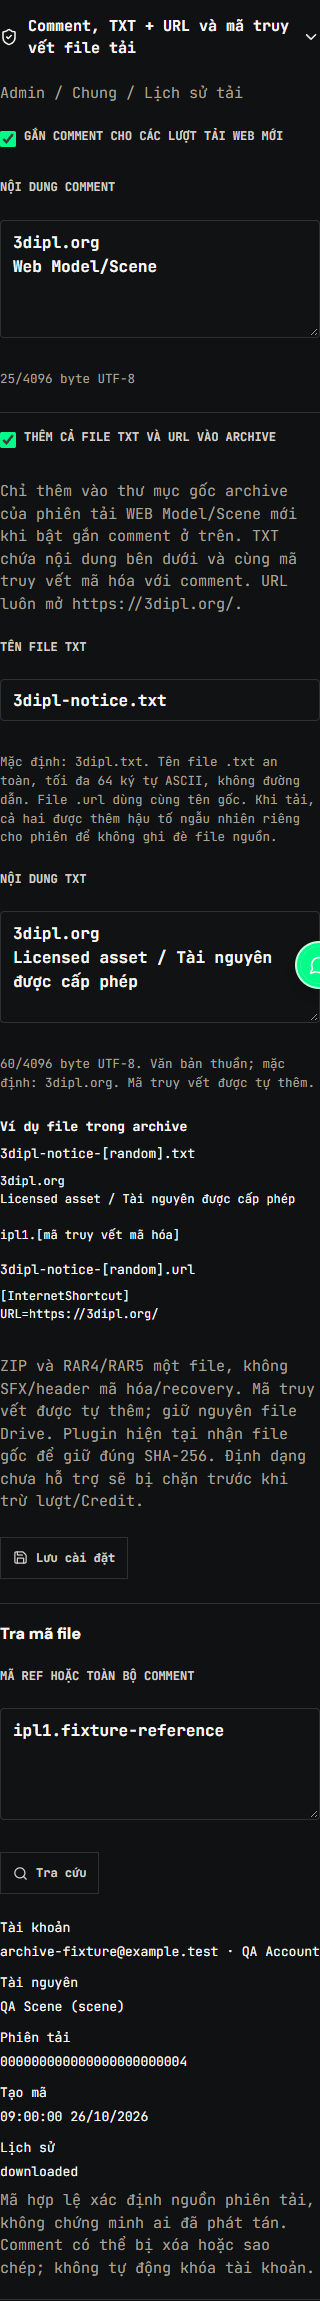 Comment, TXT + URL và mã truy
vết file tải
Admin / Chung / Lịch sử tải
GẮN COMMENT CHO CÁC LƯỢT TẢI WEB MỚI
NỘI DUNG COMMENT
3dipl.org
Web Model/Scene
25/4096 byte UTF-8
THÊM CẢ FILE TXT VÀ URL VÀO ARCHIVE
Chỉ thêm vào thư mục gốc archive
của phiên tải WEB Model/Scene mới
khi bật gắn comment ở trên. TXT
chứa nội dung bên dưới và cùng mã
truy vết mã hóa với comment. URL
luôn mở https://3dipl.org/.
TÊN FILE TXT
3dipl-notice.txt
Mặc định: 3dipl.txt. Tên file .txt an
toàn, tối đa 64 ký tự ASCII, không đường
dẫn. File .url dùng cùng tên gốc. Khi tải,
cả hai được thêm hậu tố ngẫu nhiên riêng
cho phiên để không ghi đè file nguồn.
NỘI DUNG TXT
3dipl.org
Licensed asset / Tài nguyên
được cấp phép
60/4096 byte UTF-8. Văn bản thuần; mặc
định: 3dipl.org. Mã truy vết được tự thêm.
Ví dụ file trong archive
3dipl-notice-[random].txt
3dipl.org
Licensed asset / Tài nguyên được cấp phép
ipl1.[mã truy vết mã hóa]
3dipl-notice-[random].url
[InternetShortcut]
URL=https://3dipl.org/
ZIP và RAR4/RAR5 một file, không
SFX/header mã hóa/recovery. Mã truy
vết được tự thêm; giữ nguyên file
Drive. Plugin hiện tại nhận file
gốc để giữ đúng SHA-256. Định dạng
chưa hỗ trợ sẽ bị chặn trước khi
trừ lượt/Credit.
Lưu cài đặt
Tra mã file
MÃ REF HOẶC TOÀN BỘ COMMENT
ipl1.fixture-reference
Tra cứu
Tài khoản
archive-fixture@example.test · QA Account
Tài nguyên
QA Scene (scene)
Phiên tải
000000000000000000000004
Tạo mã
09:00:00 26/10/2026
Lịch sử
downloaded
Mã hợp lệ xác định nguồn phiên tải,
không chứng minh ai đã phát tán.
Comment có thể bị xóa hoặc sao
chép; không tự động khóa tài khoản.